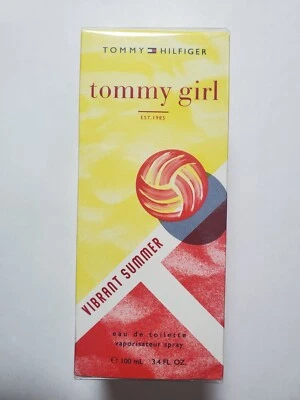 TOMMY HILFIGER
tommy girl
EST.1985
VIBRANT SUMMER
eau de toilette
vaporisateur spray
℮ 100 mL 3.4 FL. OZ.